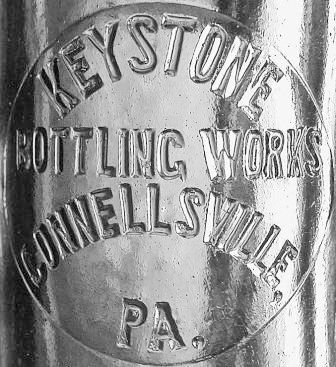 KEYSTONE
BOTTLING WORKS
CONNELLSVILLE,
PA.